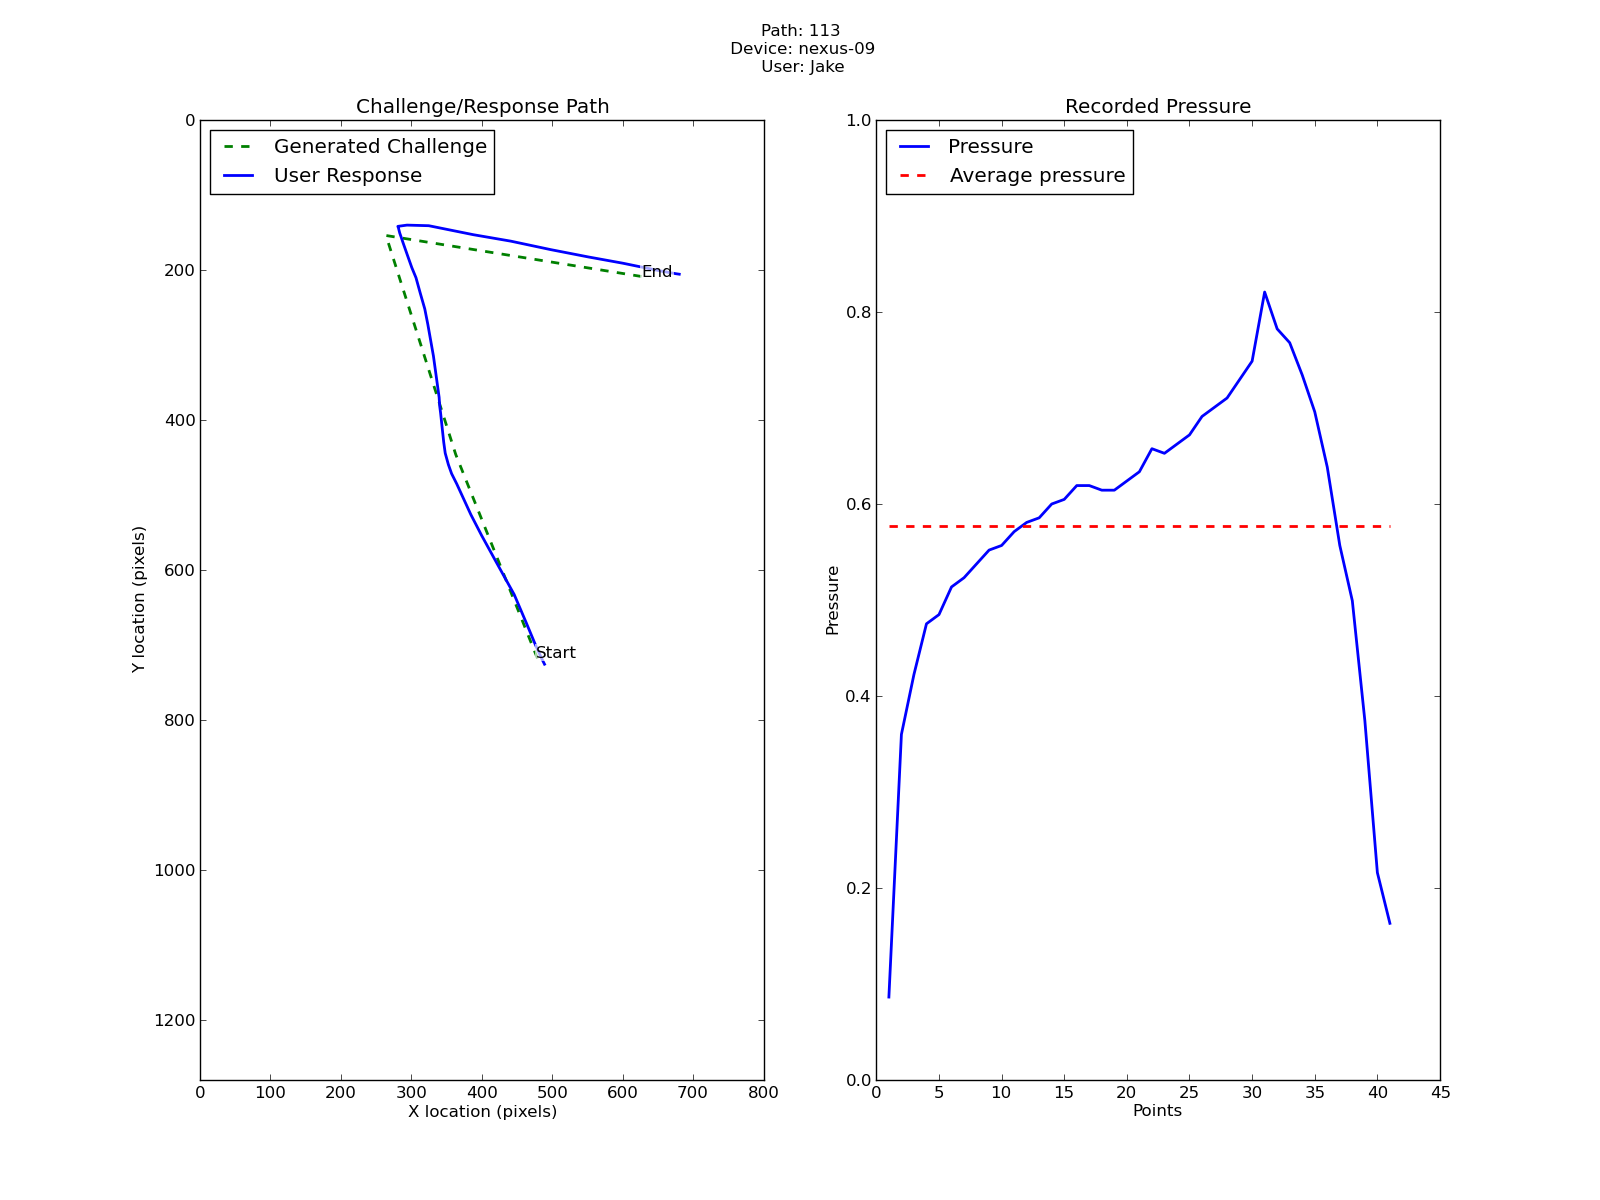 Path: 113
Device: nexus-09
User: Jake
Challenge/Response Path
Generated Challenge
User Response
0
200
400
600
800
1000
1200
Y location (pixels)
End
Start
0 100 200 300 400 500 600 700 800
X location (pixels)
Recorded Pressure
Pressure
Average pressure
1.0
0.8
0.6
0.4
0.2
0.0
Pressure
0 5 10 15 20 25 30 35 40 45
Points